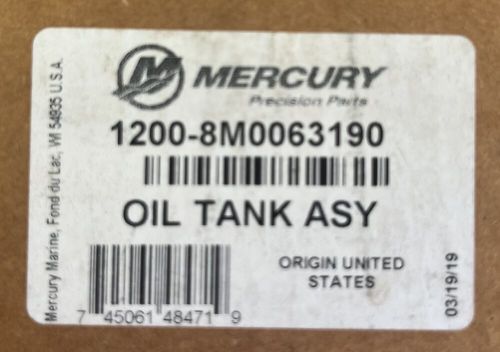 MERCURY
Precision Parts
1200-8M0063190
OIL TANK ASY
ORIGIN UNITED
STATES
7 45061 48471 9
Mercury Marine, Fond du Lac, WI 54935 U.S.A.
03/19/19